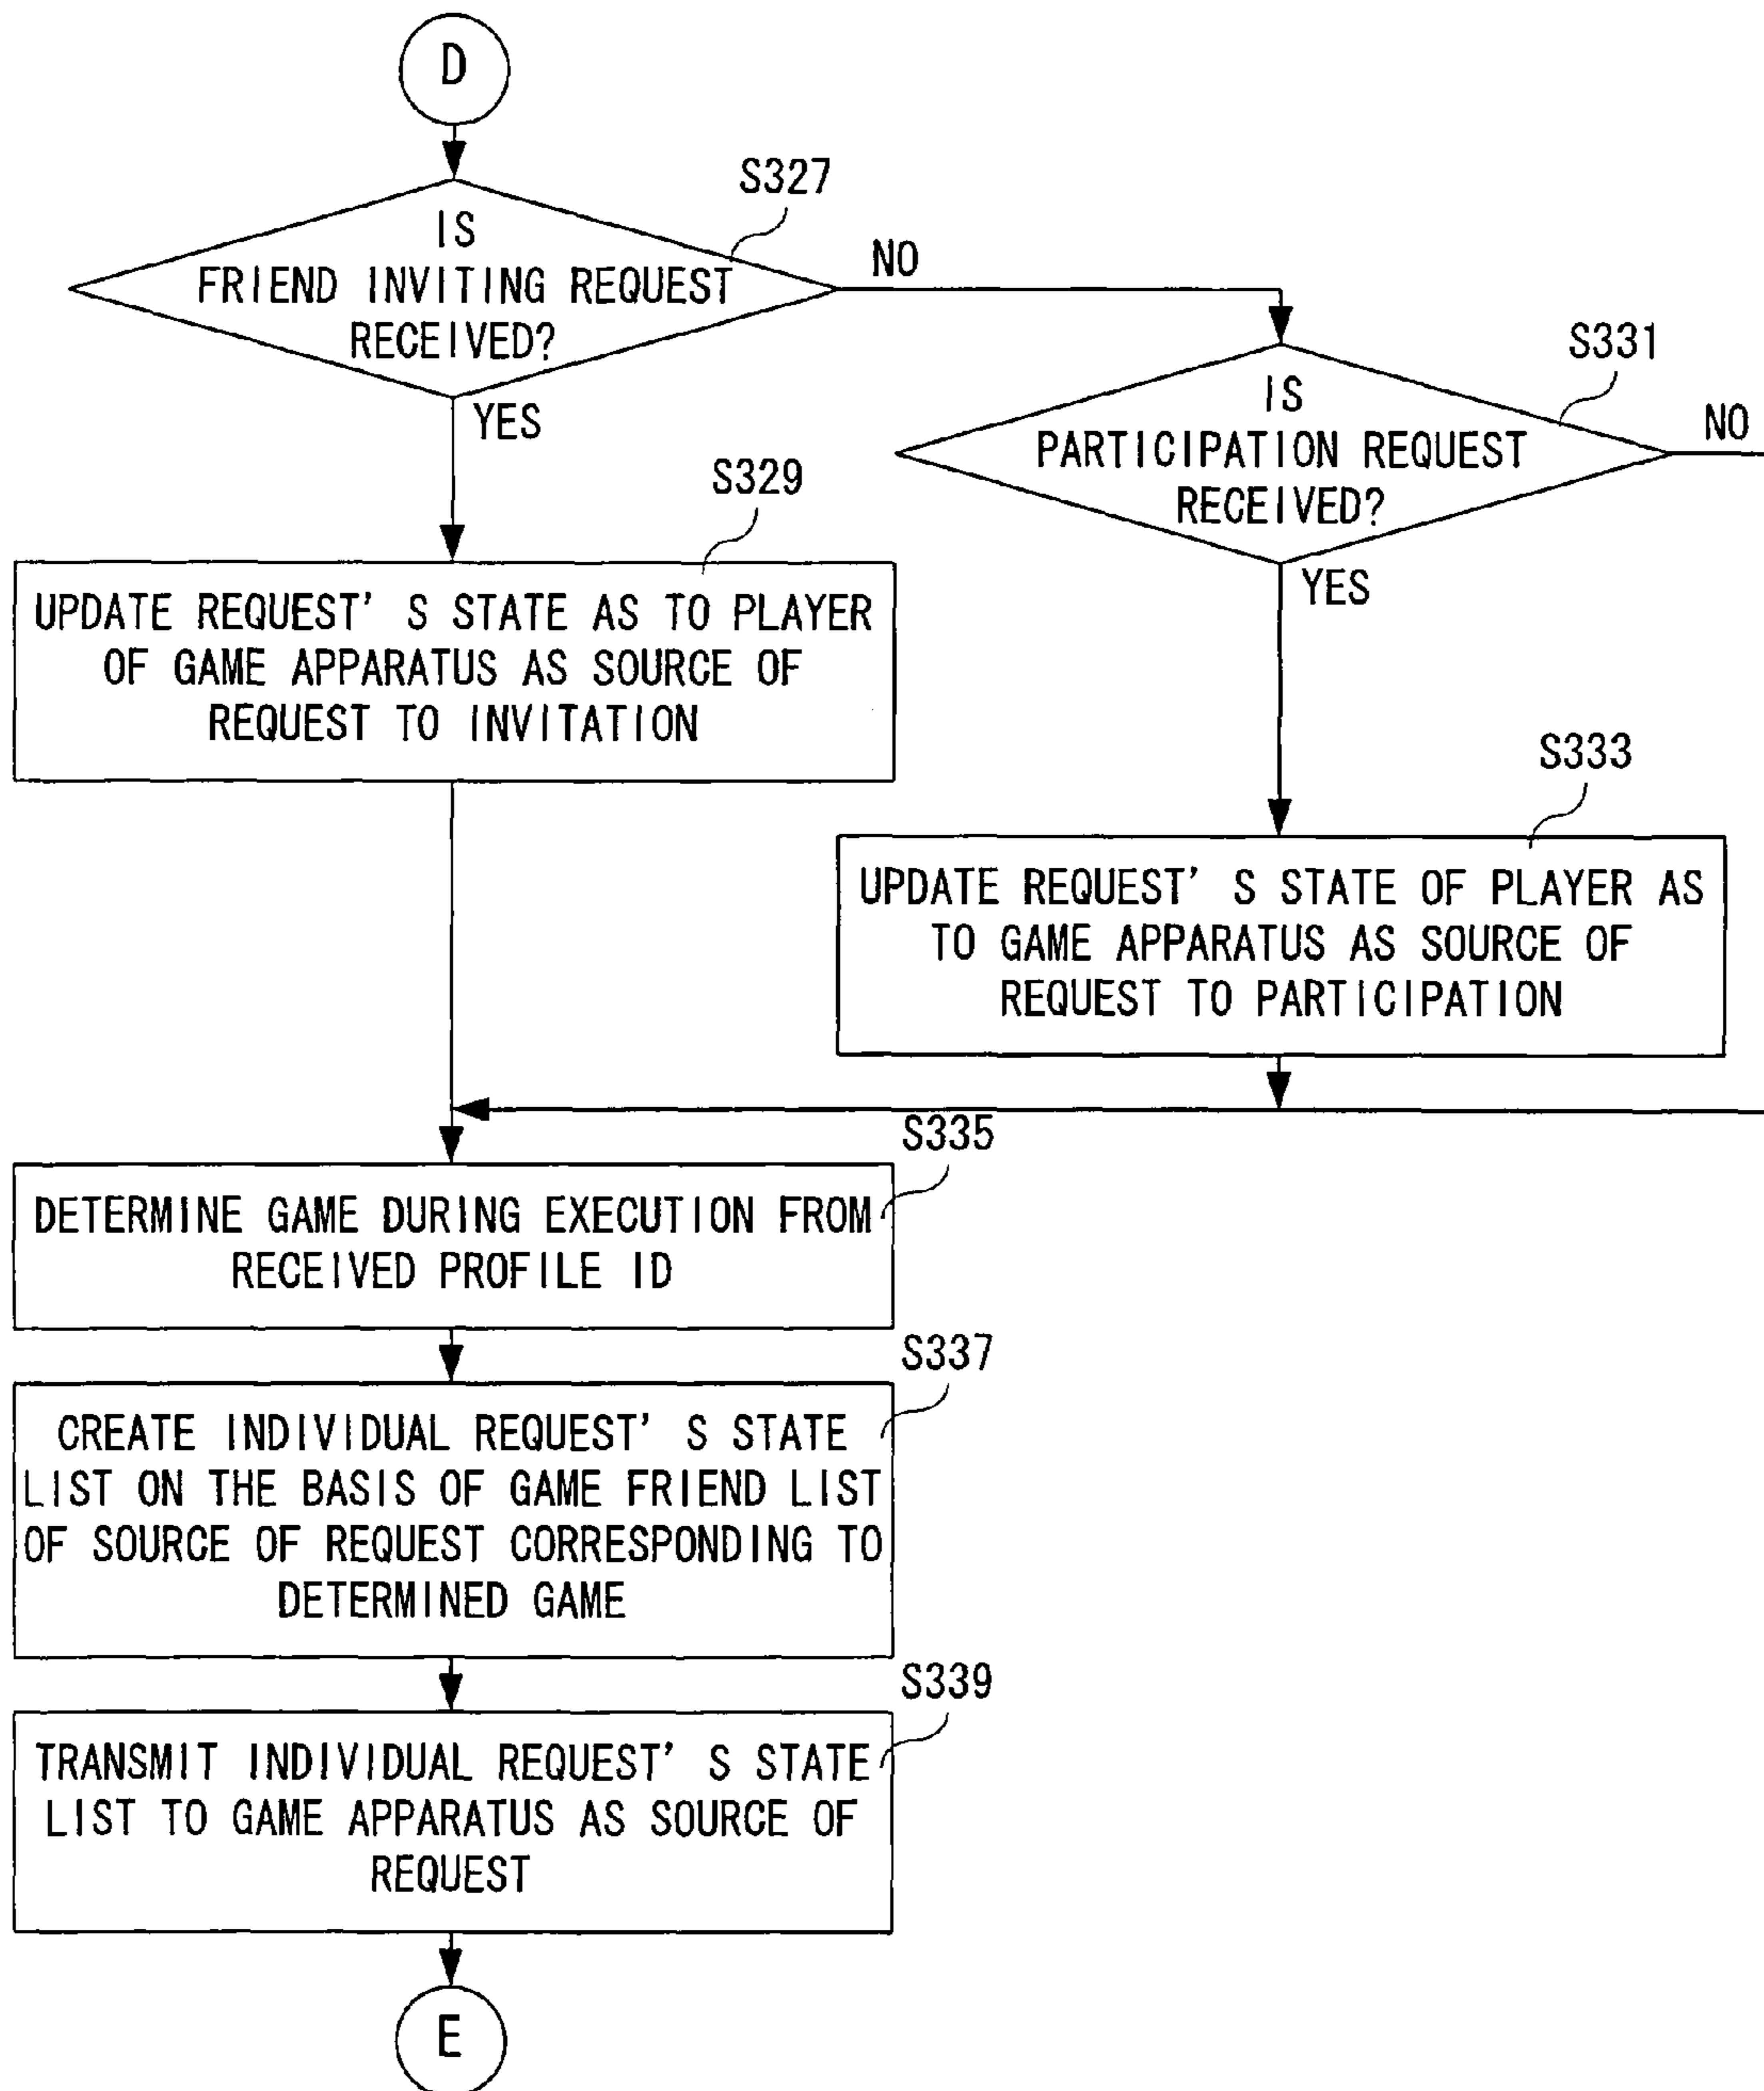 D
S327
IS
FRIEND INVITING REQUEST
RECEIVED?
NO
YES
S331
IS
PARTICIPATION REQUEST
RECEIVED?
NO
YES
S329
UPDATE REQUEST' S STATE AS TO PLAYER
OF GAME APPARATUS AS SOURCE OF
REQUEST TO INVITATION
S333
UPDATE REQUEST' S STATE OF PLAYER AS
TO GAME APPARATUS AS SOURCE OF
REQUEST TO PARTICIPATION
S335
DETERMINE GAME DURING EXECUTION FROM
RECEIVED PROFILE ID
S337
CREATE INDIVIDUAL REQUEST' S STATE
LIST ON THE BASIS OF GAME FRIEND LIST
OF SOURCE OF REQUEST CORRESPONDING TO
DETERMINED GAME
S339
TRANSMIT INDIVIDUAL REQUEST' S STATE
LIST TO GAME APPARATUS AS SOURCE OF
REQUEST
E